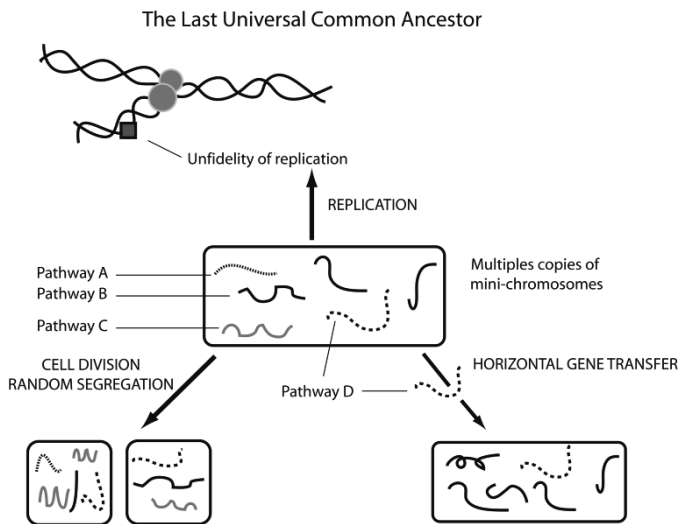 The Last Universal Common Ancestor
Unfidelity of replication
REPLICATION
Pathway A
Pathway B
Pathway C
Multiples copies of
mini-chromosomes
CELL DIVISION
RANDOM SEGREGATION
Pathway D
HORIZONTAL GENE TRANSFER